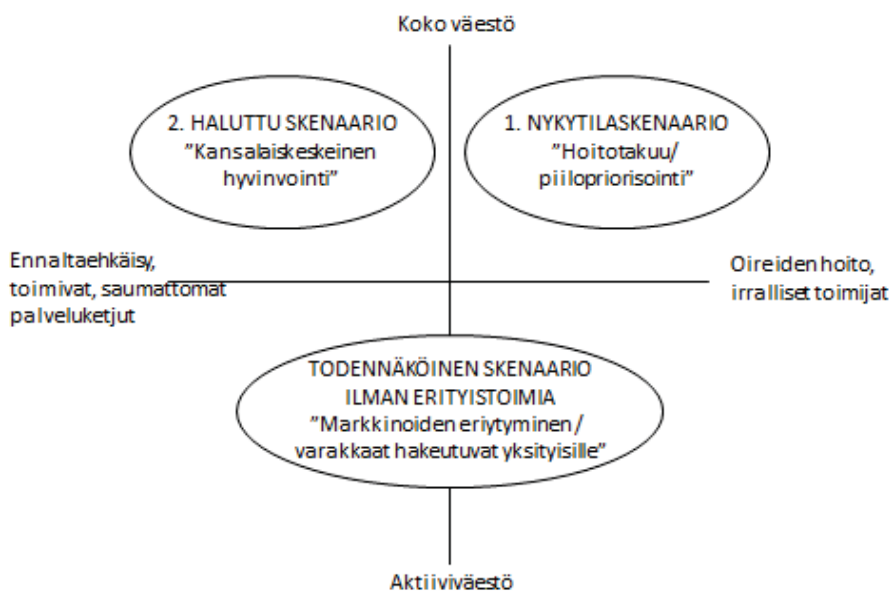 Koko väestö
2. HALUTTU SKENAARIO
”Kansalaiskeskeinen
hyvinvointi”
1. NYKYTILASKENAARIO
”Hoitotakuu/
piilopriorisointi”
Ennaltaehkäisy,
toimivat, saumattomat
palveluketjut
Oireiden hoito,
irralliset toimijat
TODENNÄKÖINEN SKENAARIO
ILMAN ERITYISTOIMIA
”Markkinoiden eriytyminen/
varakkaat hakeutuvat yksityisille”
Aktiiviväestö